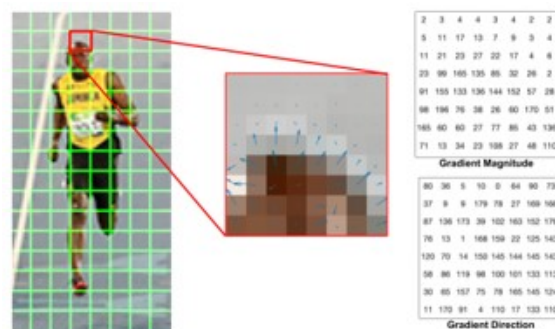 2 3 4 4 3 4 2 2
5 11 17 13 7 9 3 4
11 21 23 27 22 17 4 6
23 99 165 135 85 32 26 2
91 155 133 136 144 152 57 28
98 196 76 38 26 60 170 51
165 60 60 27 77 85 43 136
71 13 34 23 108 27 48 110
Gradient Magnitude
80 36 5 10 0 64 90 73
37 9 9 179 78 27 169 166
87 136 173 39 102 163 152 176
76 13 1 168 159 22 125 143
120 70 14 150 145 144 145 143
58 86 119 98 100 101 133 113
30 65 157 75 78 165 145 124
11 170 91 4 110 17 133 110
Gradient Direction